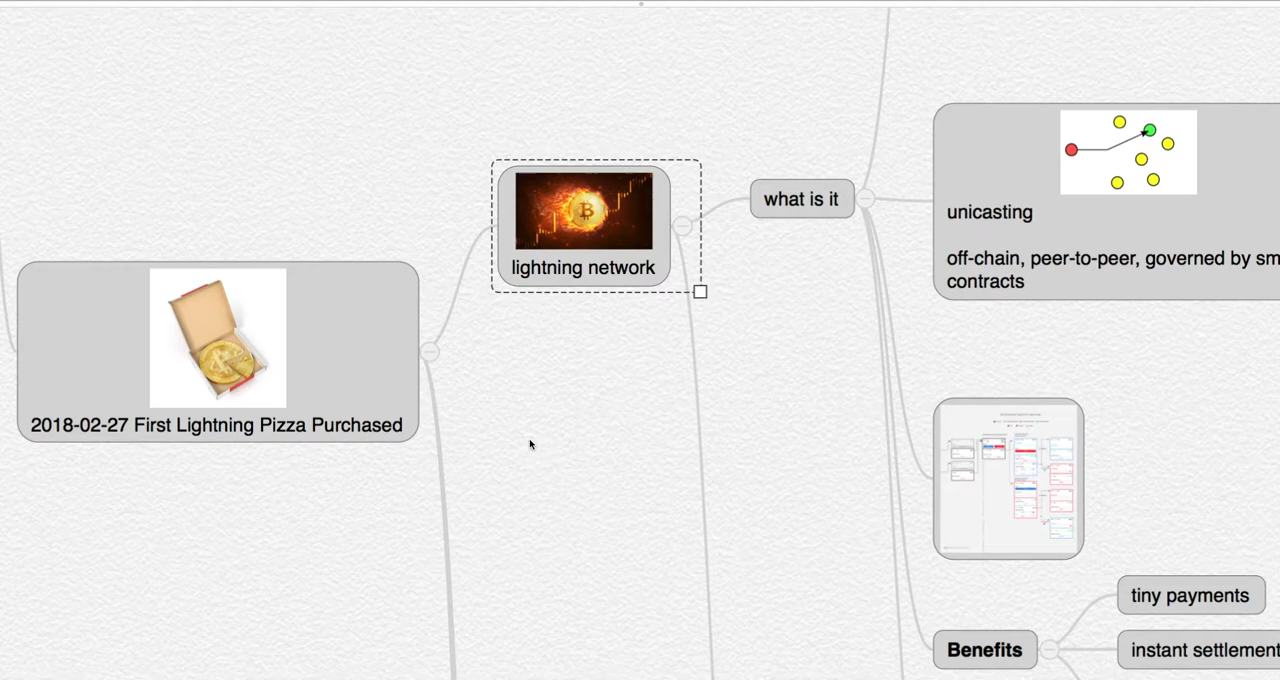 lightning network
what is it
unicasting
off-chain, peer-to-peer, governed by sm
contracts
2018-02-27 First Lightning Pizza Purchased
tiny payments
Benefits
instant settlement